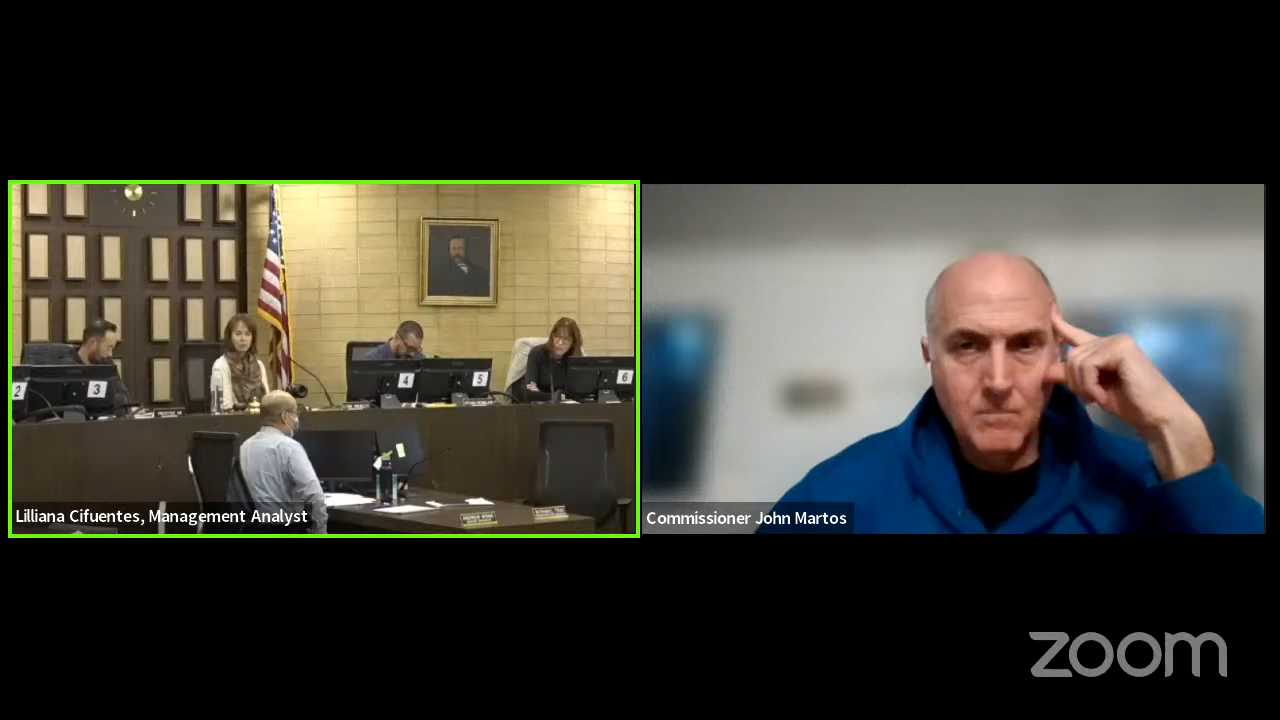 2
3
4
5
6
Lilliana Cifuentes, Management Analyst
Commissioner John Martos
zoom